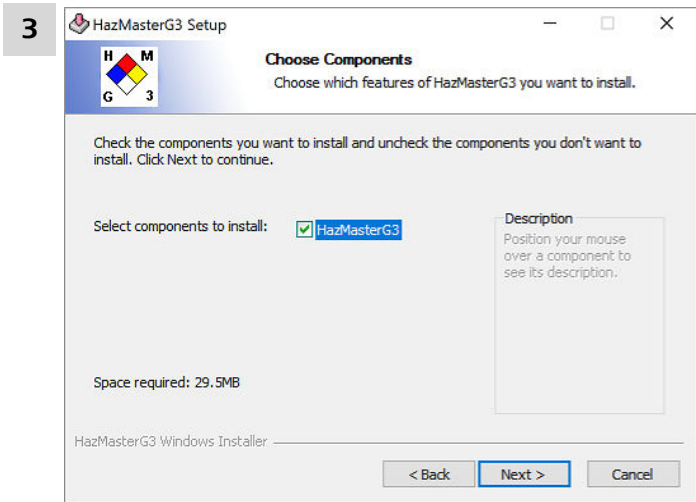 3
HazMasterG3 Setup
H M
G 3
Choose Components
Choose which features of HazMasterG3 you want to install.
Check the components you want to install and uncheck the components you don't want to
install. Click Next to continue.
Select components to install:
HazMasterG3
Description
Position your mouse
over a component to
see its description.
Space required: 29.5MB
HazMasterG3 Windows Installer
< Back
Next >
Cancel